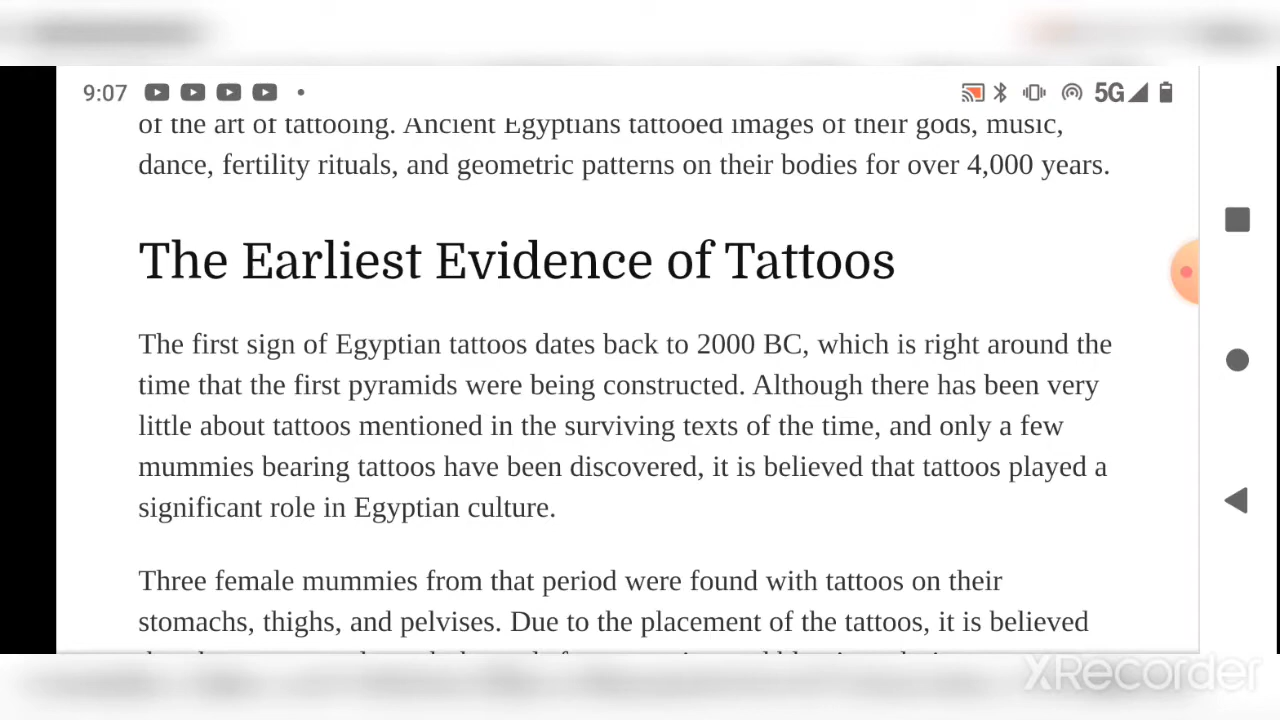 9:07
5G
of the art of tattooing. Ancient Egyptians tattooed images of their gods, music,
dance, fertility rituals, and geometric patterns on their bodies for over 4,000 years.
The Earliest Evidence of Tattoos
The first sign of Egyptian tattoos dates back to 2000 BC, which is right around the
time that the first pyramids were being constructed. Although there has been very
little about tattoos mentioned in the surviving texts of the time, and only a few
mummies bearing tattoos have been discovered, it is believed that tattoos played a
significant role in Egyptian culture.
Three female mummies from that period were found with tattoos on their
stomachs, thighs, and pelvises. Due to the placement of the tattoos, it is believed
XRecorder